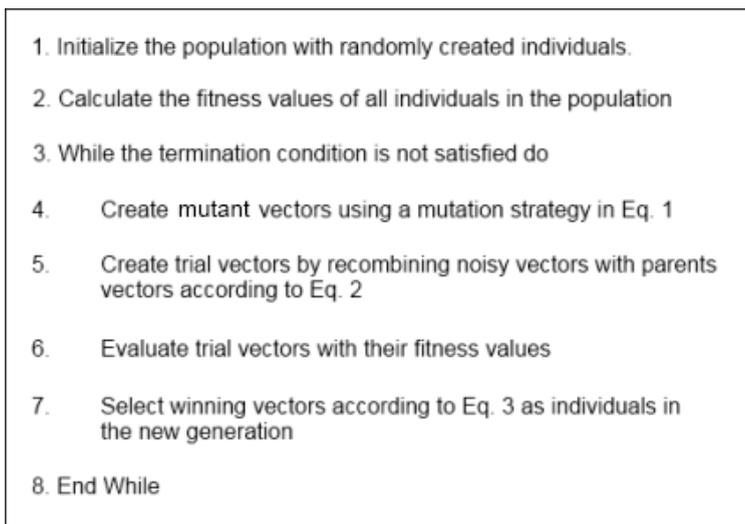 1. Initialize the population with randomly created individuals.
2. Calculate the fitness values of all individuals in the population
3. While the termination condition is not satisfied do
4. Create mutant vectors using a mutation strategy in Eq. 1
5. Create trial vectors by recombining noisy vectors with parents
vectors according to Eq. 2
6. Evaluate trial vectors with their fitness values
7. Select winning vectors according to Eq. 3 as individuals in
the new generation
8. End While